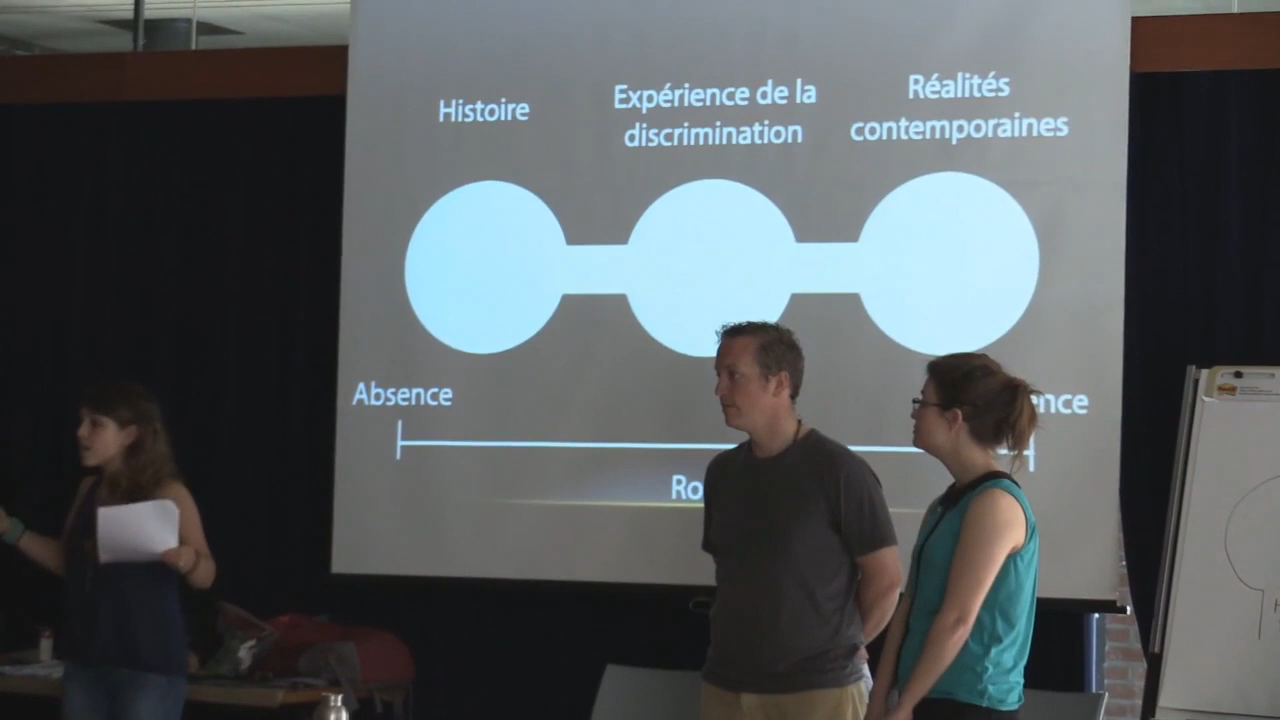 Histoire
Expérience de la
discrimination
Réalités
contemporaines
Absence